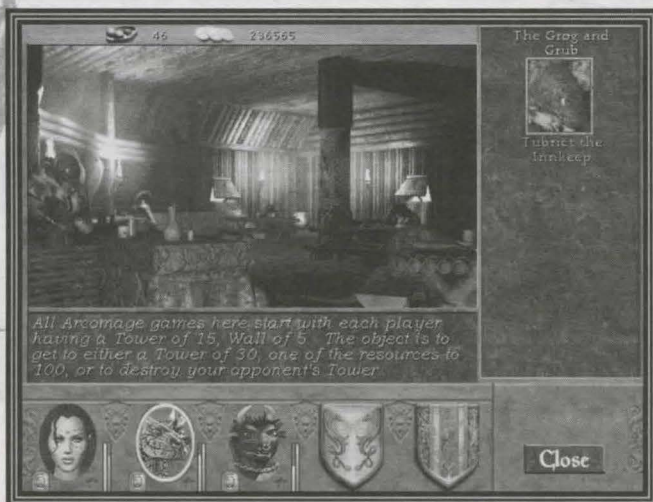 46 236565
The Grog and
Grub
Tubrict the
Innkeep
All Arcomage games here start with each player
having a Tower of 15, Wall of 5. The object is to
get to either a Tower of 30, one of the resources to
100, or to destroy your opponent's Tower
Close